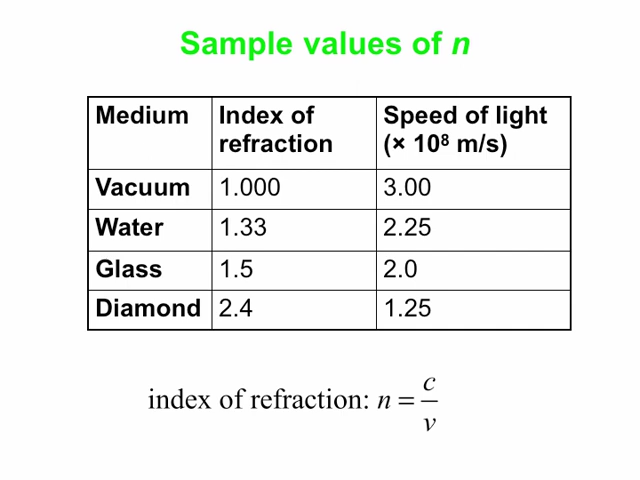 Sample values of n
Medium Index of refraction Speed of light (× 10⁸ m/s)
Vacuum 1.000 3.00
Water 1.33 2.25
Glass 1.5 2.0
Diamond 2.4 1.25
index of refraction: n = c/v